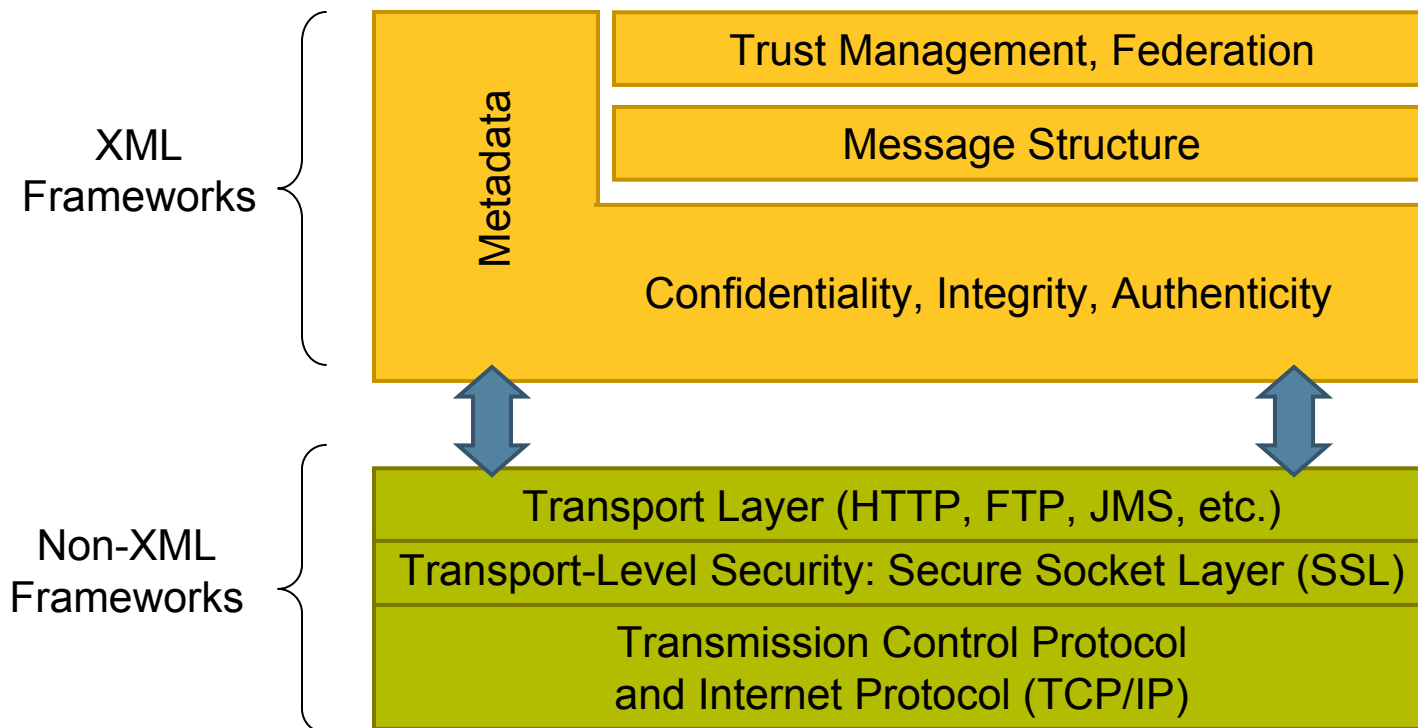 XML
Frameworks
Metadata
Trust Management, Federation
Message Structure
Confidentiality, Integrity, Authenticity
Non-XML
Frameworks
Transport Layer (HTTP, FTP, JMS, etc.)
Transport-Level Security: Secure Socket Layer (SSL)
Transmission Control Protocol
and Internet Protocol (TCP/IP)